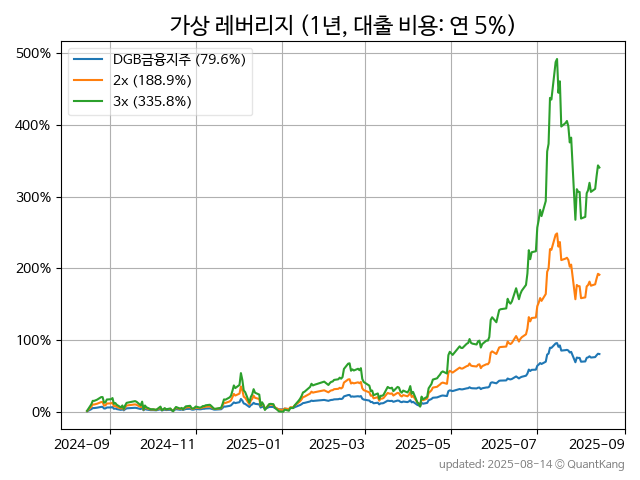 가상 레버리지 (1년, 대출 비용: 연 5%)
DGB금융지주 (79.6%)
2x (188.9%)
3x (335.8%)
500%
400%
300%
200%
100%
0%
2024-09 2024-11 2025-01 2025-03 2025-05 2025-07 2025-09
updated: 2025-08-14 © QuantKang